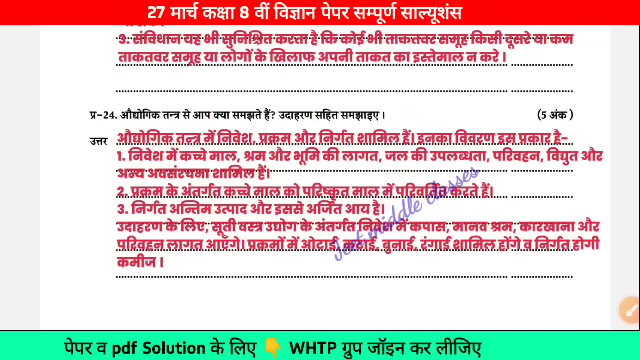 27 मार्च कक्षा 8 वीं विज्ञान पेपर सम्पूर्ण साल्यूशंस
3. संविधान यह भी सुनिश्चित करता है कि कोई भी ताकतवर समूह किसी दूसरे या कम
ताकतवर समूह या लोगों के खिलाफ अपनी ताकत का इस्तेमाल न करे ।
प्र-24. औद्योगिक तन्त्र से आप क्या समझते हैं? उदाहरण सहित समझाइए । (5 अंक)
उत्तर औद्योगिक तन्त्र में निवेश, प्रक्रम और निर्गत शामिल हैं। इनका विवरण इस प्रकार है-
1. निवेश में कच्चे माल, श्रम और भूमि की लागत, जल की उपलब्धता, परिवहन, विद्युत और
अन्य अवसंरचमा शामिल हैं।
2. प्रक्रम के अंतर्गत कच्चे माल को परिष्कृत माल में परिवर्तित करते हैं।
3. निर्गत अन्तिम उत्पाद और इससे अर्जित आय है।
उदाहरण के लिए, सूती वस्त्र उद्योग के अंतर्गत निवेश में कपास, मानव श्रम, कारखाना और
परिवहन लागत आएँगे। प्रक्रमों में ओटाई, कताई, बुनाई, रंगाई शामिल होंगे व निर्गत होगी
कमीज ।
middle classes
पेपर व pdf Solution के लिए 👇 WHTP ग्रुप जॉइन कर लीजिए